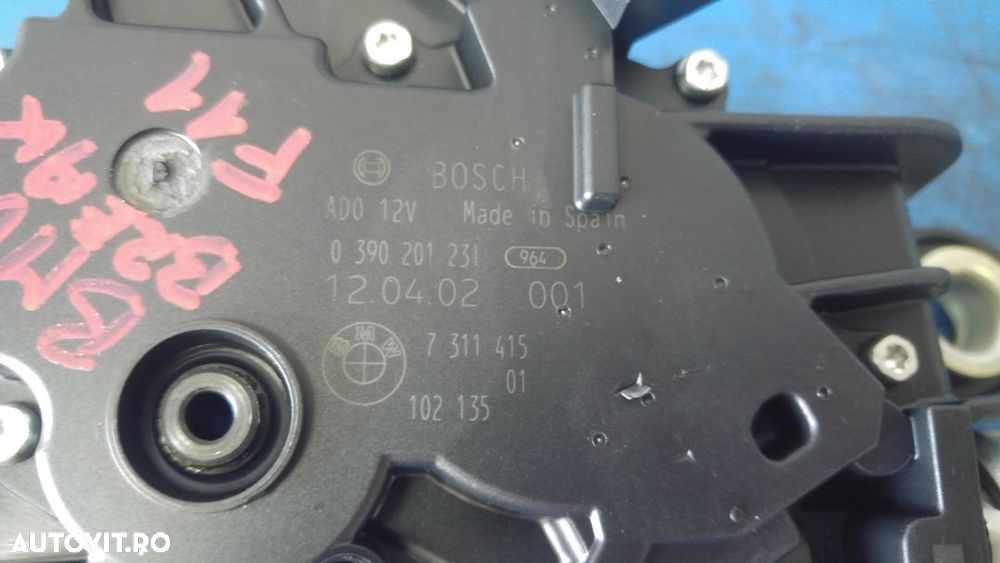 BOSCH
ADO 12V Made in Spain
0 390 201 231 964
12.04.02 001
BMW
7 311 415
01
102 135
F11
AUTOVIT.RO